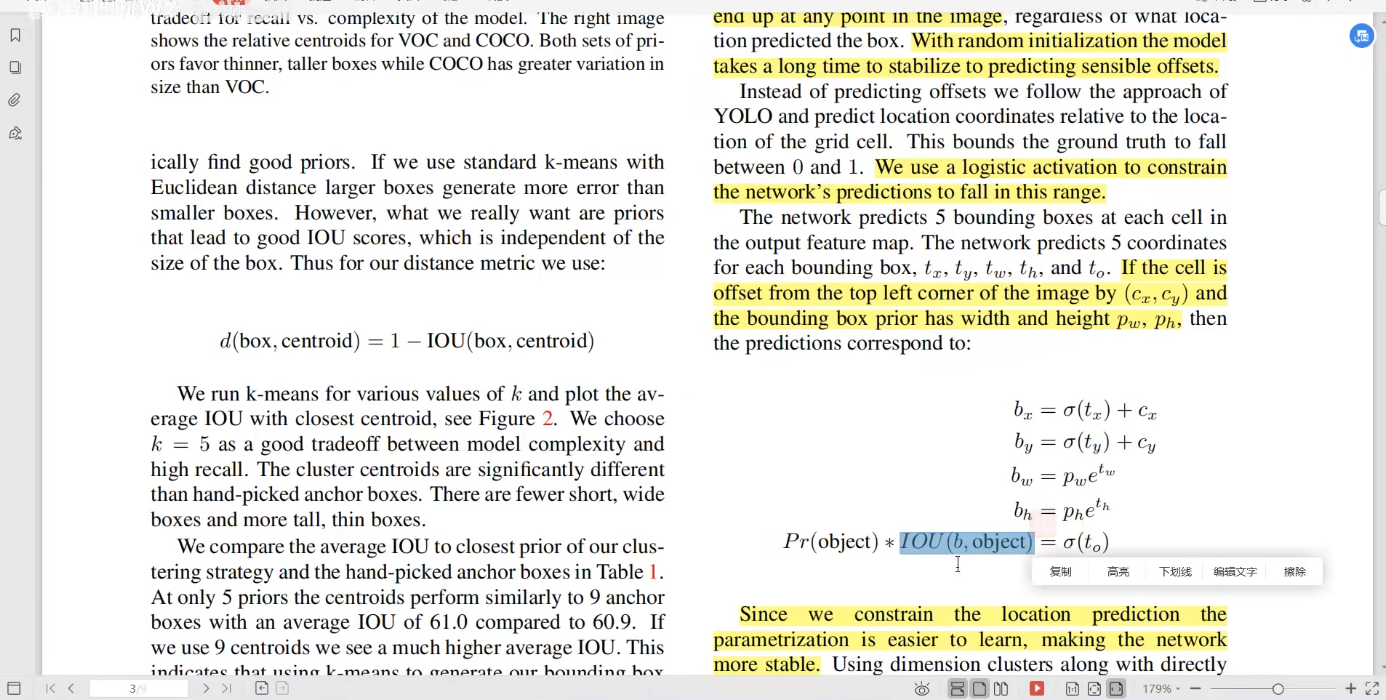 tradeoff for recall vs. complexity of the model. The right image
shows the relative centroids for VOC and COCO. Both sets of pri-
ors favor thinner, taller boxes while COCO has greater variation in
size than VOC.
ically find good priors. If we use standard k-means with
Euclidean distance larger boxes generate more error than
smaller boxes. However, what we really want are priors
that lead to good IOU scores, which is independent of the
size of the box. Thus for our distance metric we use:
d(box, centroid) = 1 − IOU(box, centroid)
We run k-means for various values of k and plot the av-
erage IOU with closest centroid, see Figure 2. We choose
k = 5 as a good tradeoff between model complexity and
high recall. The cluster centroids are significantly different
than hand-picked anchor boxes. There are fewer short, wide
boxes and more tall, thin boxes.
We compare the average IOU to closest prior of our clus-
tering strategy and the hand-picked anchor boxes in Table 1.
At only 5 priors the centroids perform similarly to 9 anchor
boxes with an average IOU of 61.0 compared to 60.9. If
we use 9 centroids we see a much higher average IOU. This
indicates that using k-means to generate our bounding box
end up at any point in the image, regardless of what loca-
tion predicted the box. With random initialization the model
takes a long time to stabilize to predicting sensible offsets.
Instead of predicting offsets we follow the approach of
YOLO and predict location coordinates relative to the loca-
tion of the grid cell. This bounds the ground truth to fall
between 0 and 1. We use a logistic activation to constrain
the network's predictions to fall in this range.
The network predicts 5 bounding boxes at each cell in
the output feature map. The network predicts 5 coordinates
for each bounding box, tₓ, t_y, t_w, t_h, and t_o. If the cell is
offset from the top left corner of the image by (cₓ, c_y) and
the bounding box prior has width and height p_w, p_h, then
the predictions correspond to:
bₓ = σ(tₓ) + cₓ
b_y = σ(t_y) + c_y
b_w = p_w e^{t_w}
b_h = p_h e^{t_h}
Pr(object) ∗ IOU(b, object) = σ(t_o)
复制 高亮 下划线 编辑文字 擦除
Since we constrain the location prediction the
parametrization is easier to learn, making the network
more stable. Using dimension clusters along with directly
3/9
1:1
179%